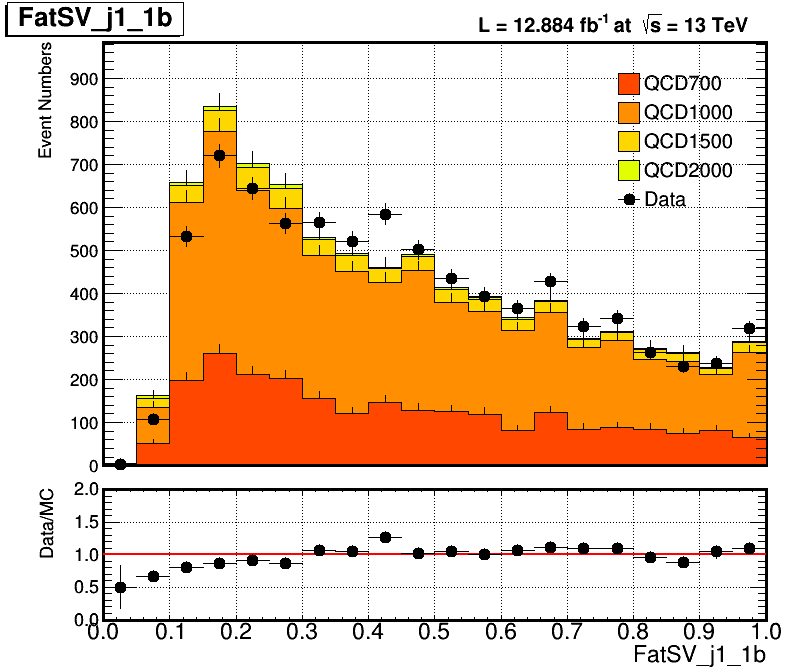 FatSV_j1_1b
L = 12.884 fb⁻¹ at √s = 13 TeV
Event Numbers
900
800
700
600
500
400
300
200
100
0
QCD700
QCD1000
QCD1500
QCD2000
Data
Data/MC
2.0
1.5
1.0
0.5
0.0
0.0 0.1 0.2 0.3 0.4 0.5 0.6 0.7 0.8 0.9 1.0
FatSV_j1_1b